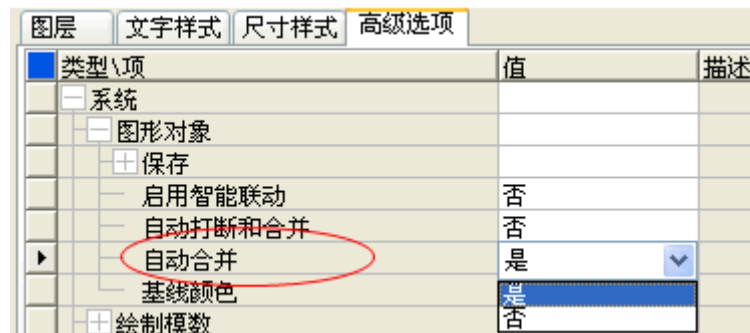 图层 文字样式 尺寸样式 高级选项
类型\项 值 描述
系统
图形对象
保存
启用智能联动 否
自动打断和合并 否
自动合并 是
基线颜色 是
绘制模数 否